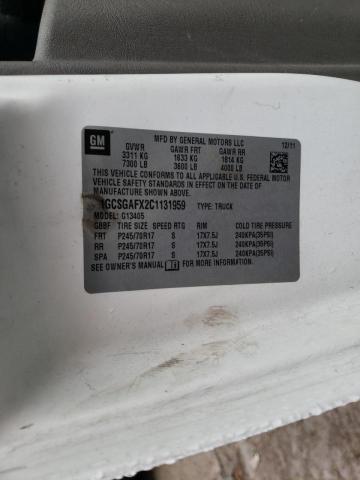 GM
MFD BY GENERAL MOTORS LLC 12/11
GVWR GAWR FRT GAWR RR
3311 KG 1633 KG 1814 KG
7300 LB 3600 LB 4000 LB
THIS VEHICLE CONFORMS TO ALL APPLICABLE U.S. FEDERAL MOTOR
VEHICLE SAFETY STANDARDS IN EFFECT ON THE DATE OF
MANUFACTURE SHOWN ABOVE.
1GCSGAFX2C1131959 TYPE: TRUCK
MODEL: G13405
GBBF TIRE SIZE SPEED RTG RIM COLD TIRE PRESSURE
FRT P245/70R17 S 17X7.5J 240KPA(35PSI)
RR P245/70R17 S 17X7.5J 240KPA(35PSI)
SPA P245/70R17 S 17X7.5J 240KPA(35PSI)
SEE OWNER'S MANUAL FOR MORE INFORMATION.